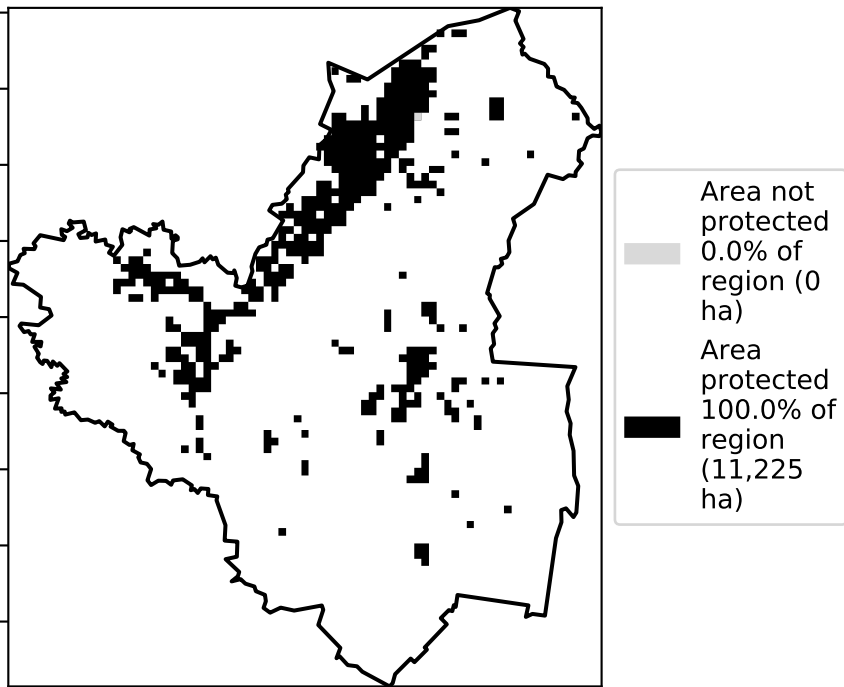 Area not
protected
0.0% of
region (0
ha)
Area
protected
100.0% of
region
(11,225
ha)